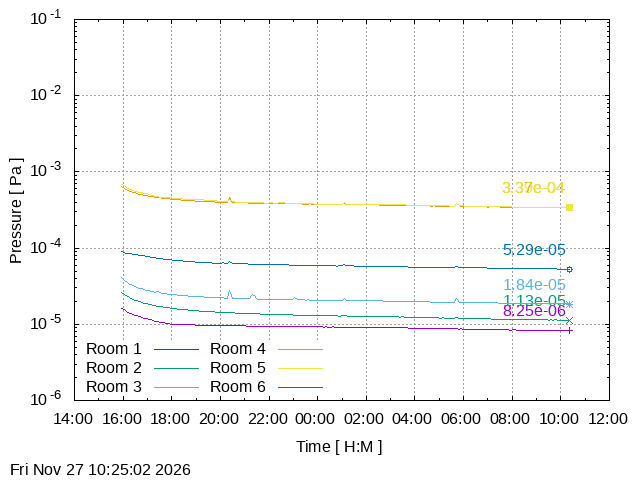 10^-1
10^-2
10^-3
10^-4
10^-5
10^-6
Pressure [ Pa ]
3.37e-04
5.29e-05
1.84e-05
1.13e-05
8.25e-06
Room 1 Room 4
Room 2 Room 5
Room 3 Room 6
14:00 16:00 18:00 20:00 22:00 00:00 02:00 04:00 06:00 08:00 10:00 12:00
Time [ H:M ]
Fri Nov 27 10:25:02 2026